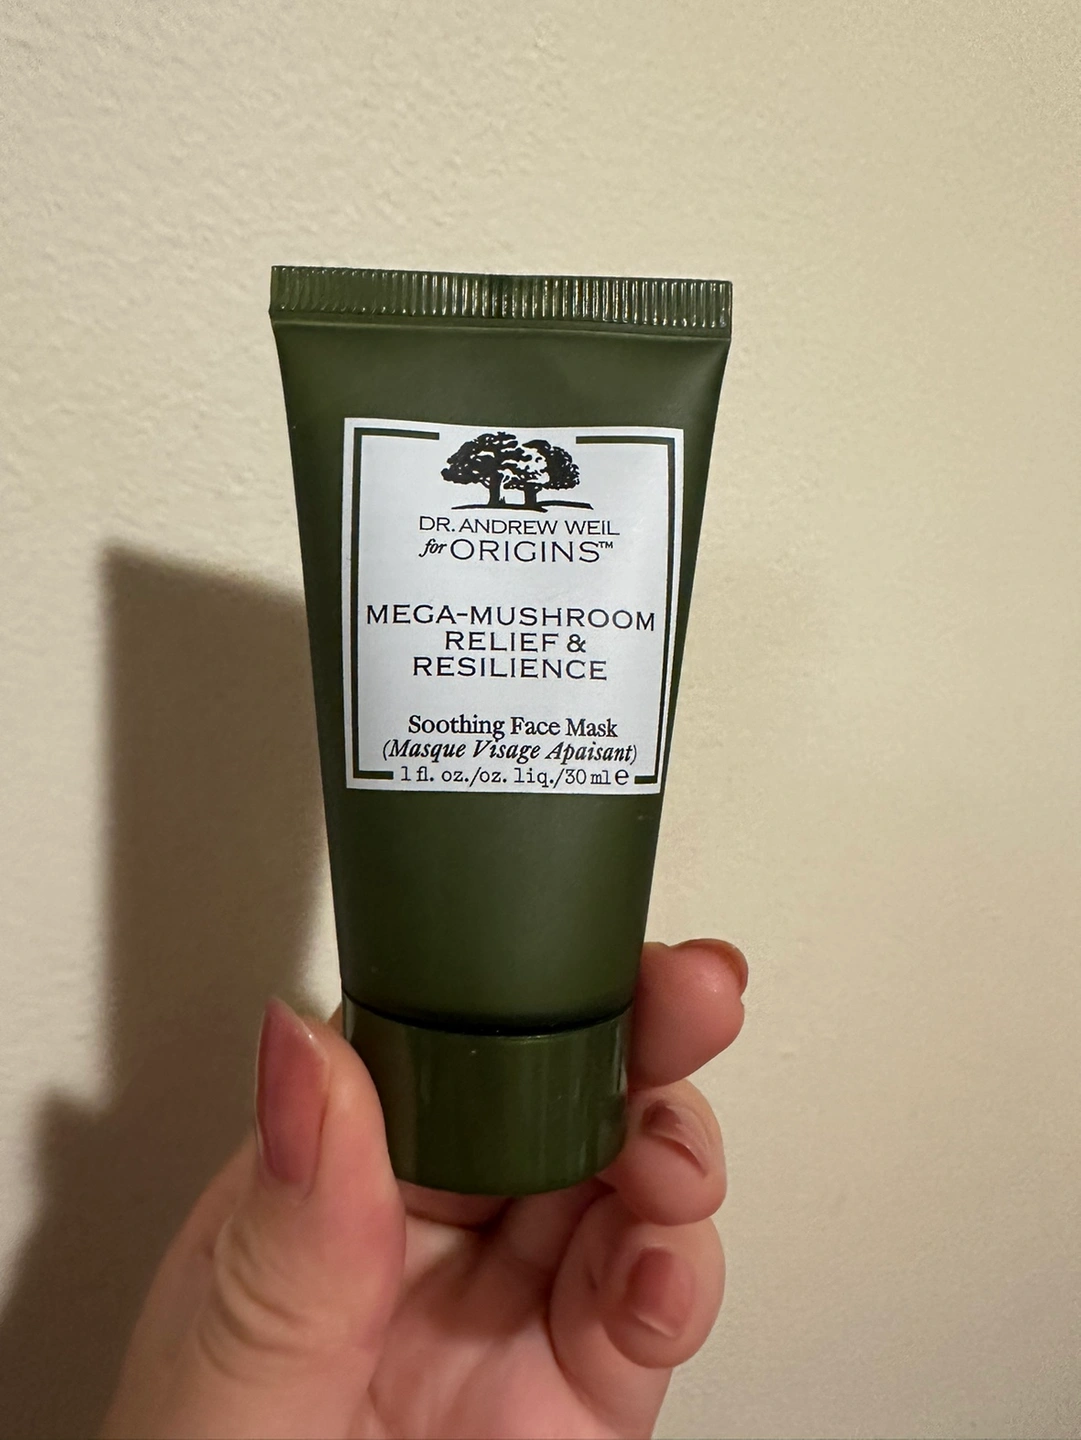 DR. ANDREW WEIL
for ORIGINS™
MEGA-MUSHROOM
RELIEF &
RESILIENCE
Soothing Face Mask
(Masque Visage Apaisant)
1 fl. oz./oz. liq./30 ml e